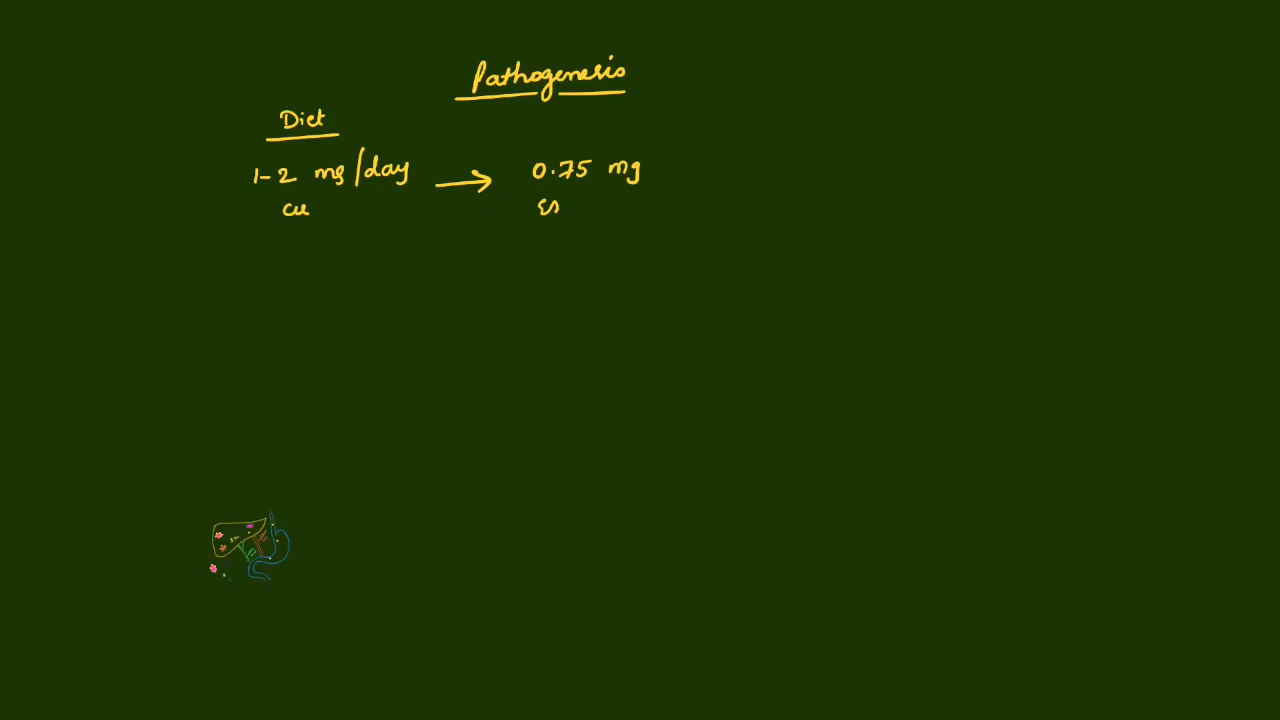 Pathogenesis
Diet
1-2 mg/day → 0.75 mg
cu